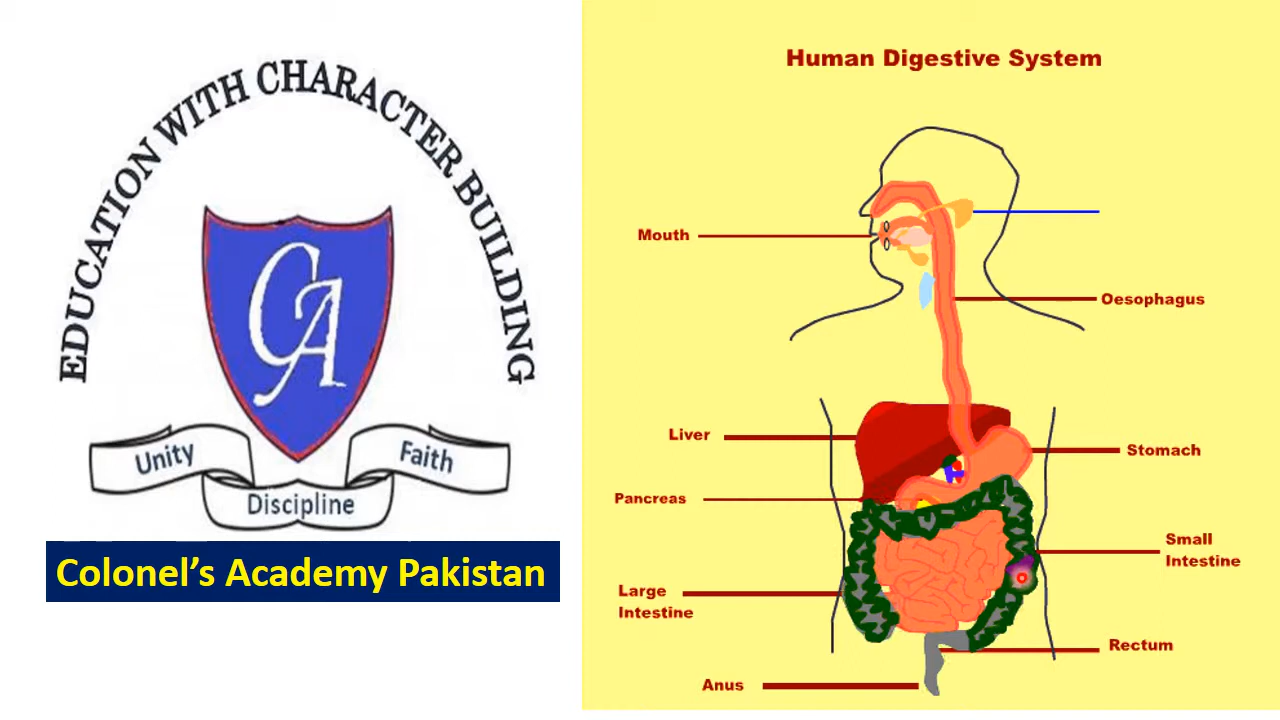 EDUCATION WITH CHARACTER BUILDING
CA
Unity
Discipline
Faith
Colonel's Academy Pakistan
Human Digestive System
Mouth
Oesophagus
Liver
Stomach
Pancreas
Small
Intestine
Large
Intestine
Rectum
Anus